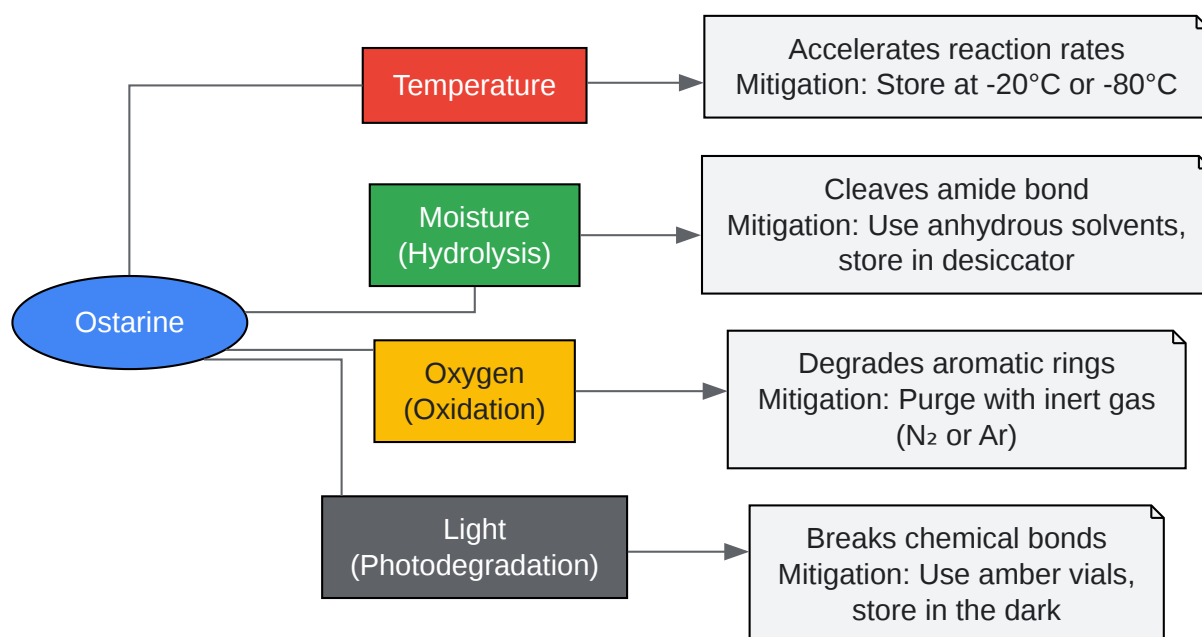 Temperature
Accelerates reaction rates
Mitigation: Store at -20°C or -80°C
Moisture
(Hydrolysis)
Cleaves amide bond
Mitigation: Use anhydrous solvents,
store in desiccator
Ostarine
Oxygen
(Oxidation)
Degrades aromatic rings
Mitigation: Purge with inert gas
(N₂ or Ar)
Light
(Photodegradation)
Breaks chemical bonds
Mitigation: Use amber vials,
store in the dark